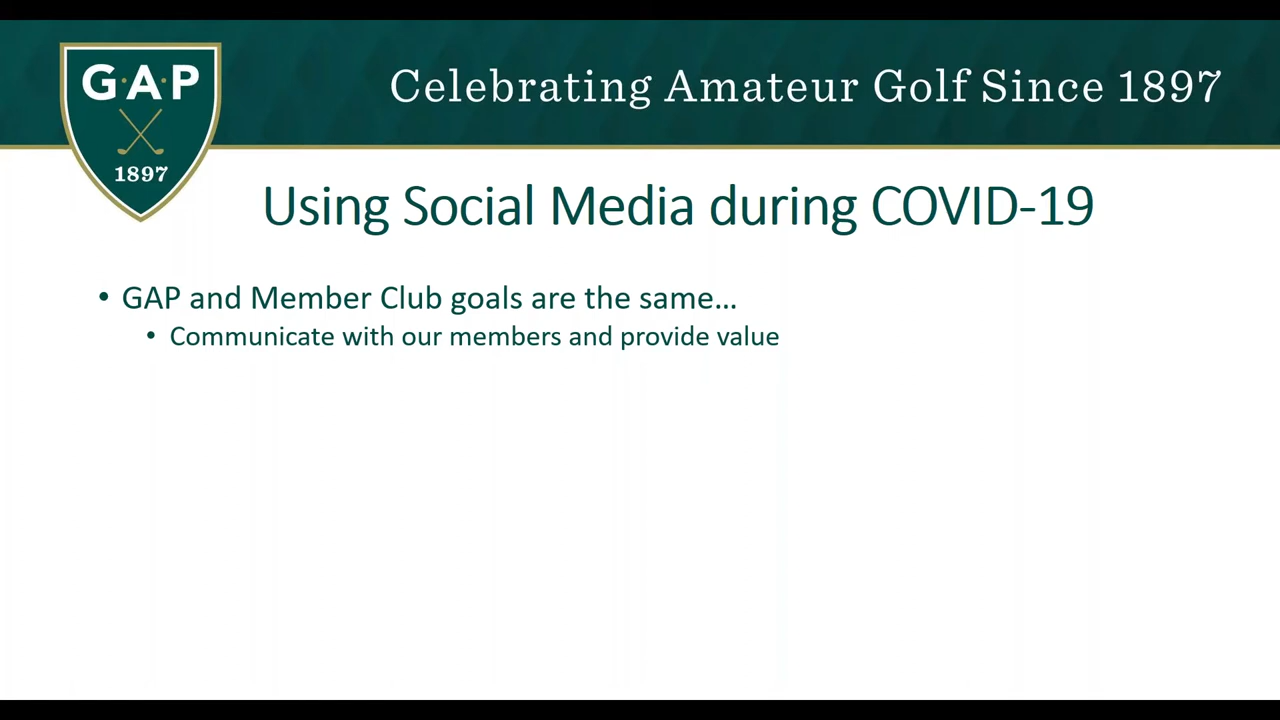 G·A·P
1897
Celebrating Amateur Golf Since 1897
Using Social Media during COVID-19
• GAP and Member Club goals are the same…
• Communicate with our members and provide value